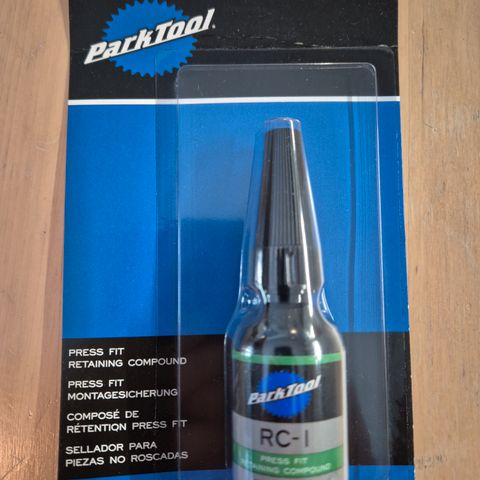 PARKTOOL
PRESS FIT
RETAINING COMPOUND
PRESS FIT
MONTAGESICHERUNG
COMPOSÉ DE
RÉTENTION PRESS FIT
SELLADOR PARA
PIEZAS NO ROSCADAS
PARKTOOL
RC-1
PRESS FIT
RETAINING COMPOUND